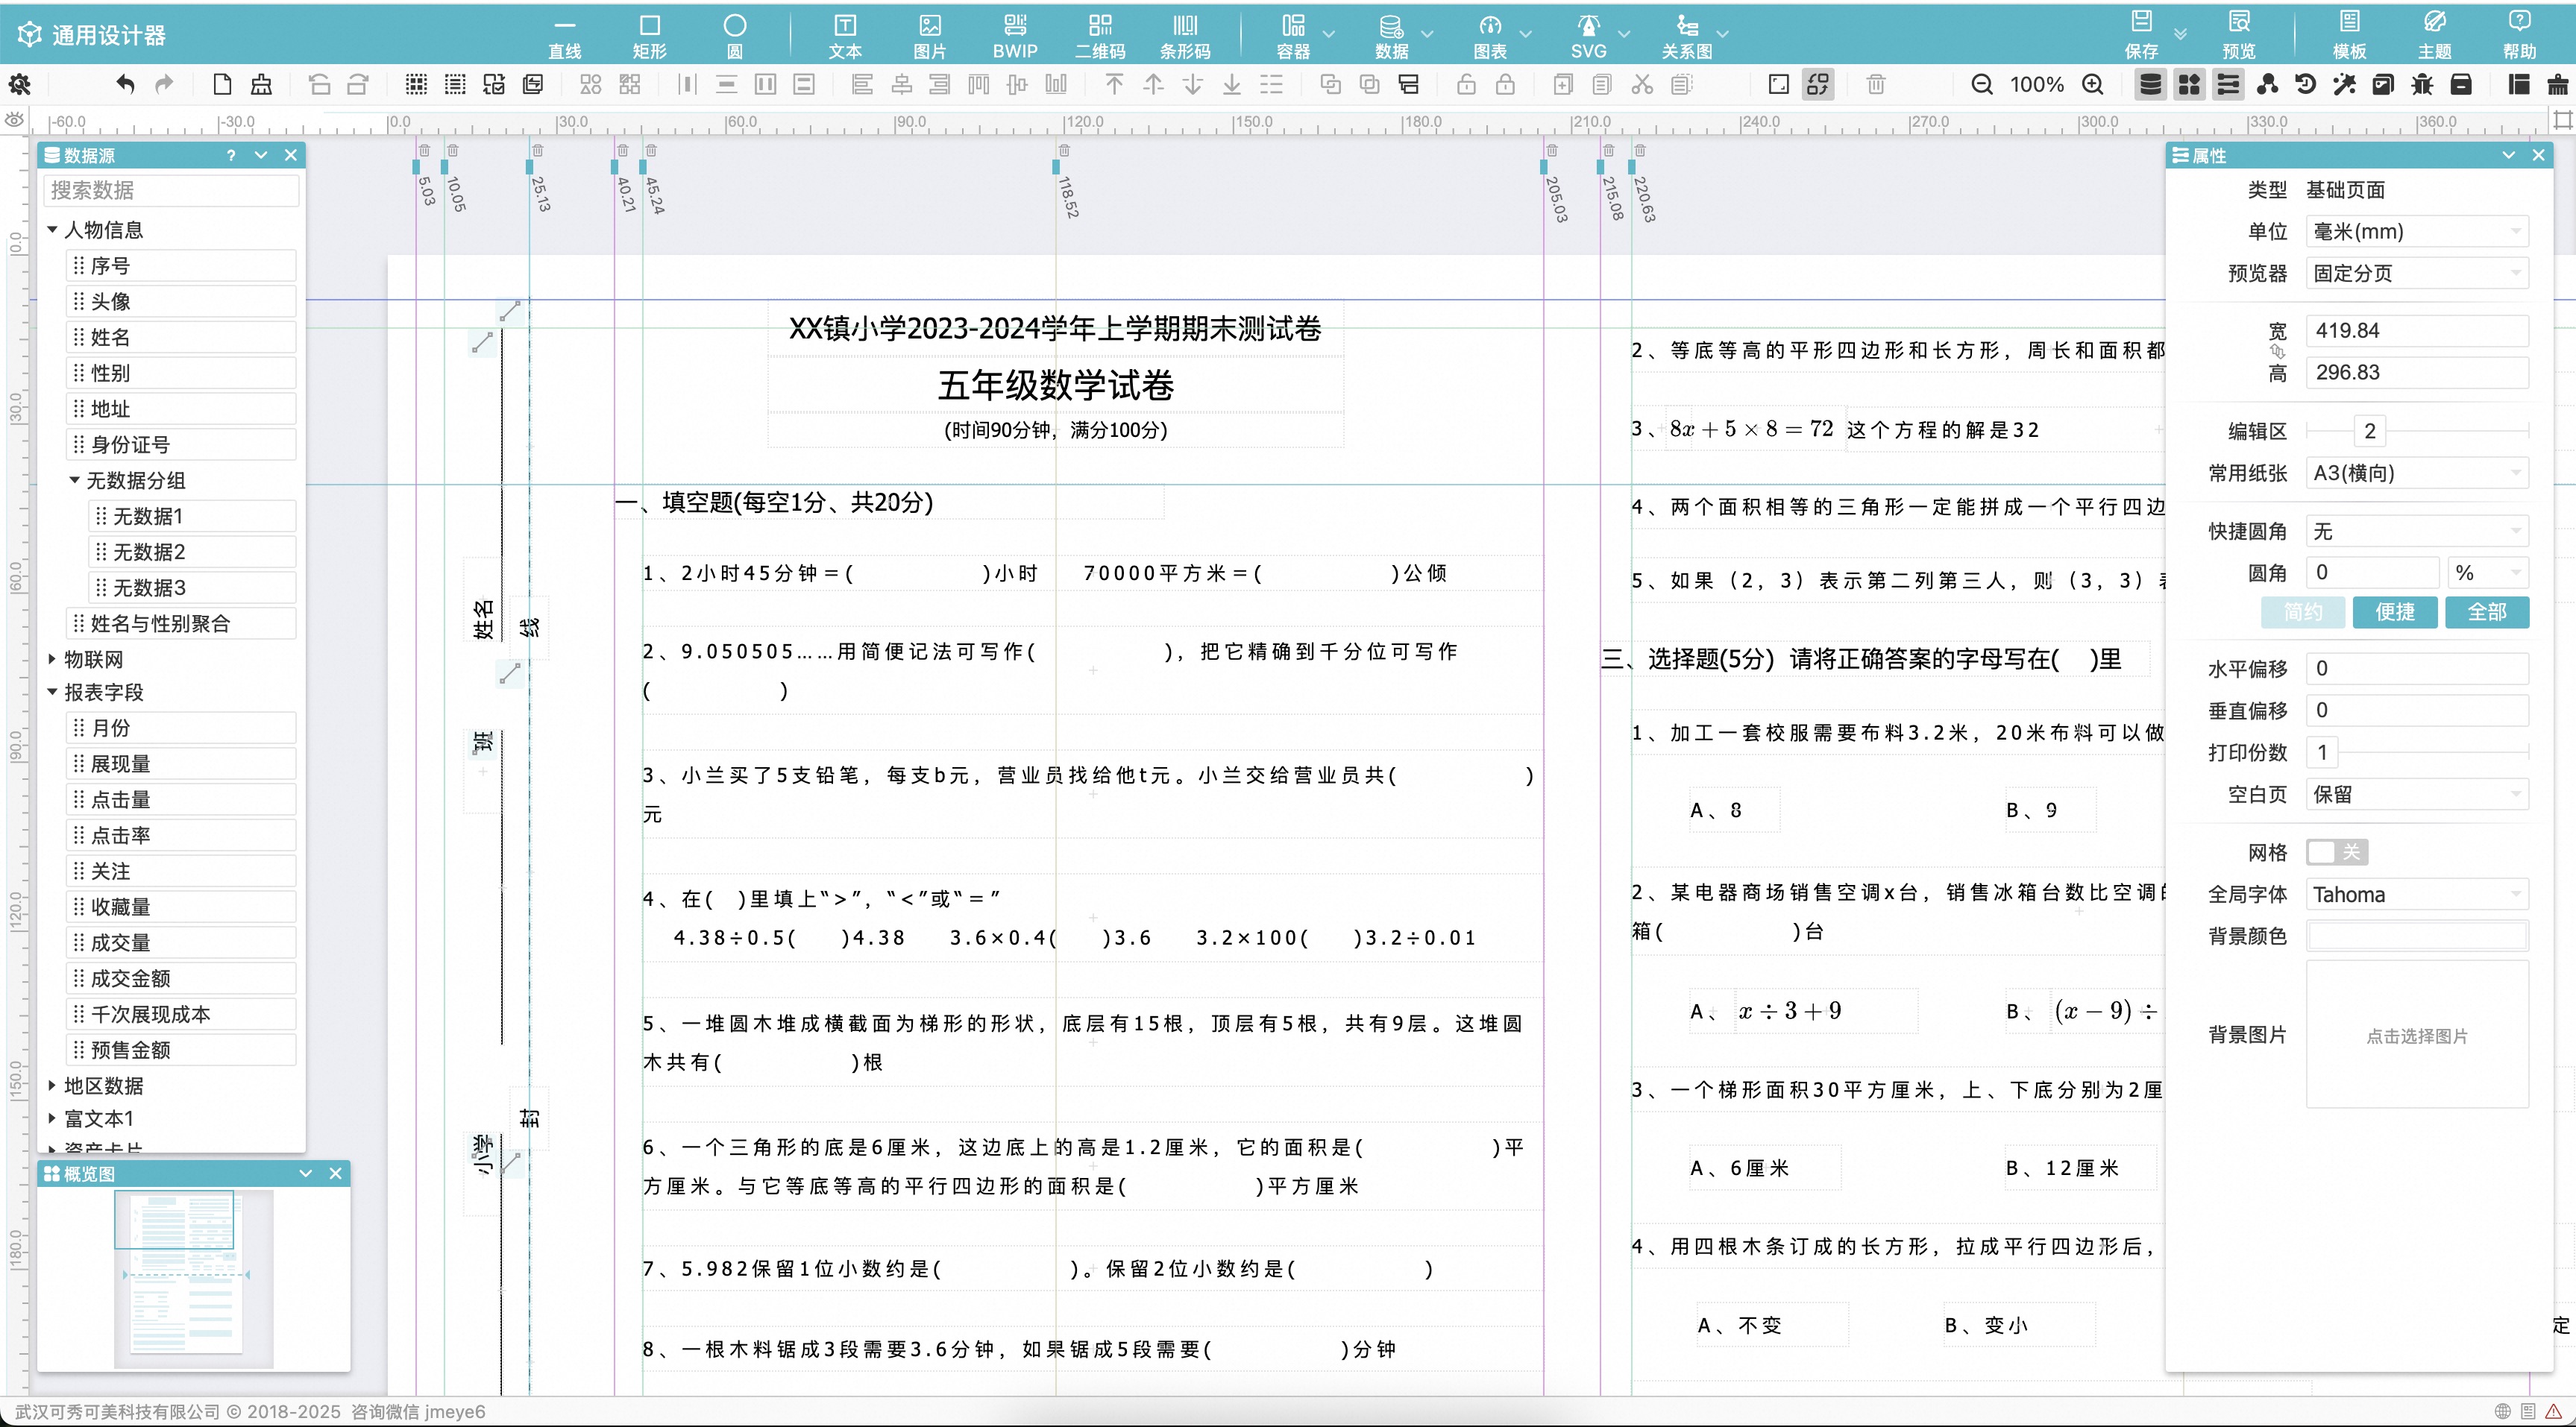 通用设计器
直线 矩形 圆 文本 图片 BWIP 二维码 条形码 容器 数据 图表 SVG 关系图 保存 预览 模板 主题 帮助
100%
-60.0 -30.0 0.0 30.0 60.0 90.0 120.0 150.0 180.0 210.0 240.0 270.0 300.0 330.0 360.0
0.0 30.0 60.0 90.0 120.0 150.0 180.0
5.03 10.05 25.13 40.21 45.24 118.52 205.03 215.08 220.63
数据源 ?
搜索数据
人物信息
序号
头像
姓名
性别
地址
身份证号
无数据分组
无数据1
无数据2
无数据3
姓名与性别聚合
物联网
报表字段
月份
展现量
点击量
点击率
关注
收藏量
成交量
成交金额
千次展现成本
预售金额
地区数据
富文本1
资产卡片
概览图
姓名
线
班
封
小学
XX镇小学2023-2024学年上学期期末测试卷
五年级数学试卷
(时间90分钟，满分100分)
一、填空题(每空1分、共20分)
1、2小时45分钟=( )小时 70000平方米=( )公倾
2、9.050505……用简便记法可写作( )，把它精确到千分位可写作
( )
3、小兰买了5支铅笔，每支b元，营业员找给他t元。小兰交给营业员共( )
元
4、在( )里填上“>”，“<”或“=”
4.38÷0.5( )4.38 3.6×0.4( )3.6 3.2×100( )3.2÷0.01
5、一堆圆木堆成横截面为梯形的形状，底层有15根，顶层有5根，共有9层。这堆圆
木共有( )根
6、一个三角形的底是6厘米，这边底上的高是1.2厘米，它的面积是( )平
方厘米。与它等底等高的平行四边形的面积是( )平方厘米
7、5.982保留1位小数约是( )。保留2位小数约是( )
8、一根木料锯成3段需要3.6分钟，如果锯成5段需要( )分钟
2、等底等高的平形四边形和长方形，周长和面积都
3、8x + 5 × 8 = 72 这个方程的解是32
4、两个面积相等的三角形一定能拼成一个平行四边
5、如果（2，3）表示第二列第三人，则（3，3）
三、选择题(5分) 请将正确答案的字母写在( )里
1、加工一套校服需要布料3.2米，20米布料可以做
A、8 B、9
2、某电器商场销售空调x台，销售冰箱台数比空调
箱( )台
A、 x ÷ 3 + 9 B、 (x − 9) ÷
3、一个梯形面积30平方厘米，上、下底分别为2厘
A、6厘米 B、12厘米
4、用四根木条订成的长方形，拉成平行四边形后，
A、不变 B、变小 定
属性
类型 基础页面
单位 毫米(mm)
预览器 固定分页
宽 419.84
高 296.83
编辑区 2
常用纸张 A3(横向)
快捷圆角 无
圆角 0 %
简约 便捷 全部
水平偏移 0
垂直偏移 0
打印份数 1
空白页 保留
网格 关
全局字体 Tahoma
背景颜色
背景图片 点击选择图片
武汉可秀可美科技有限公司 © 2018-2025 咨询微信 jmeye6